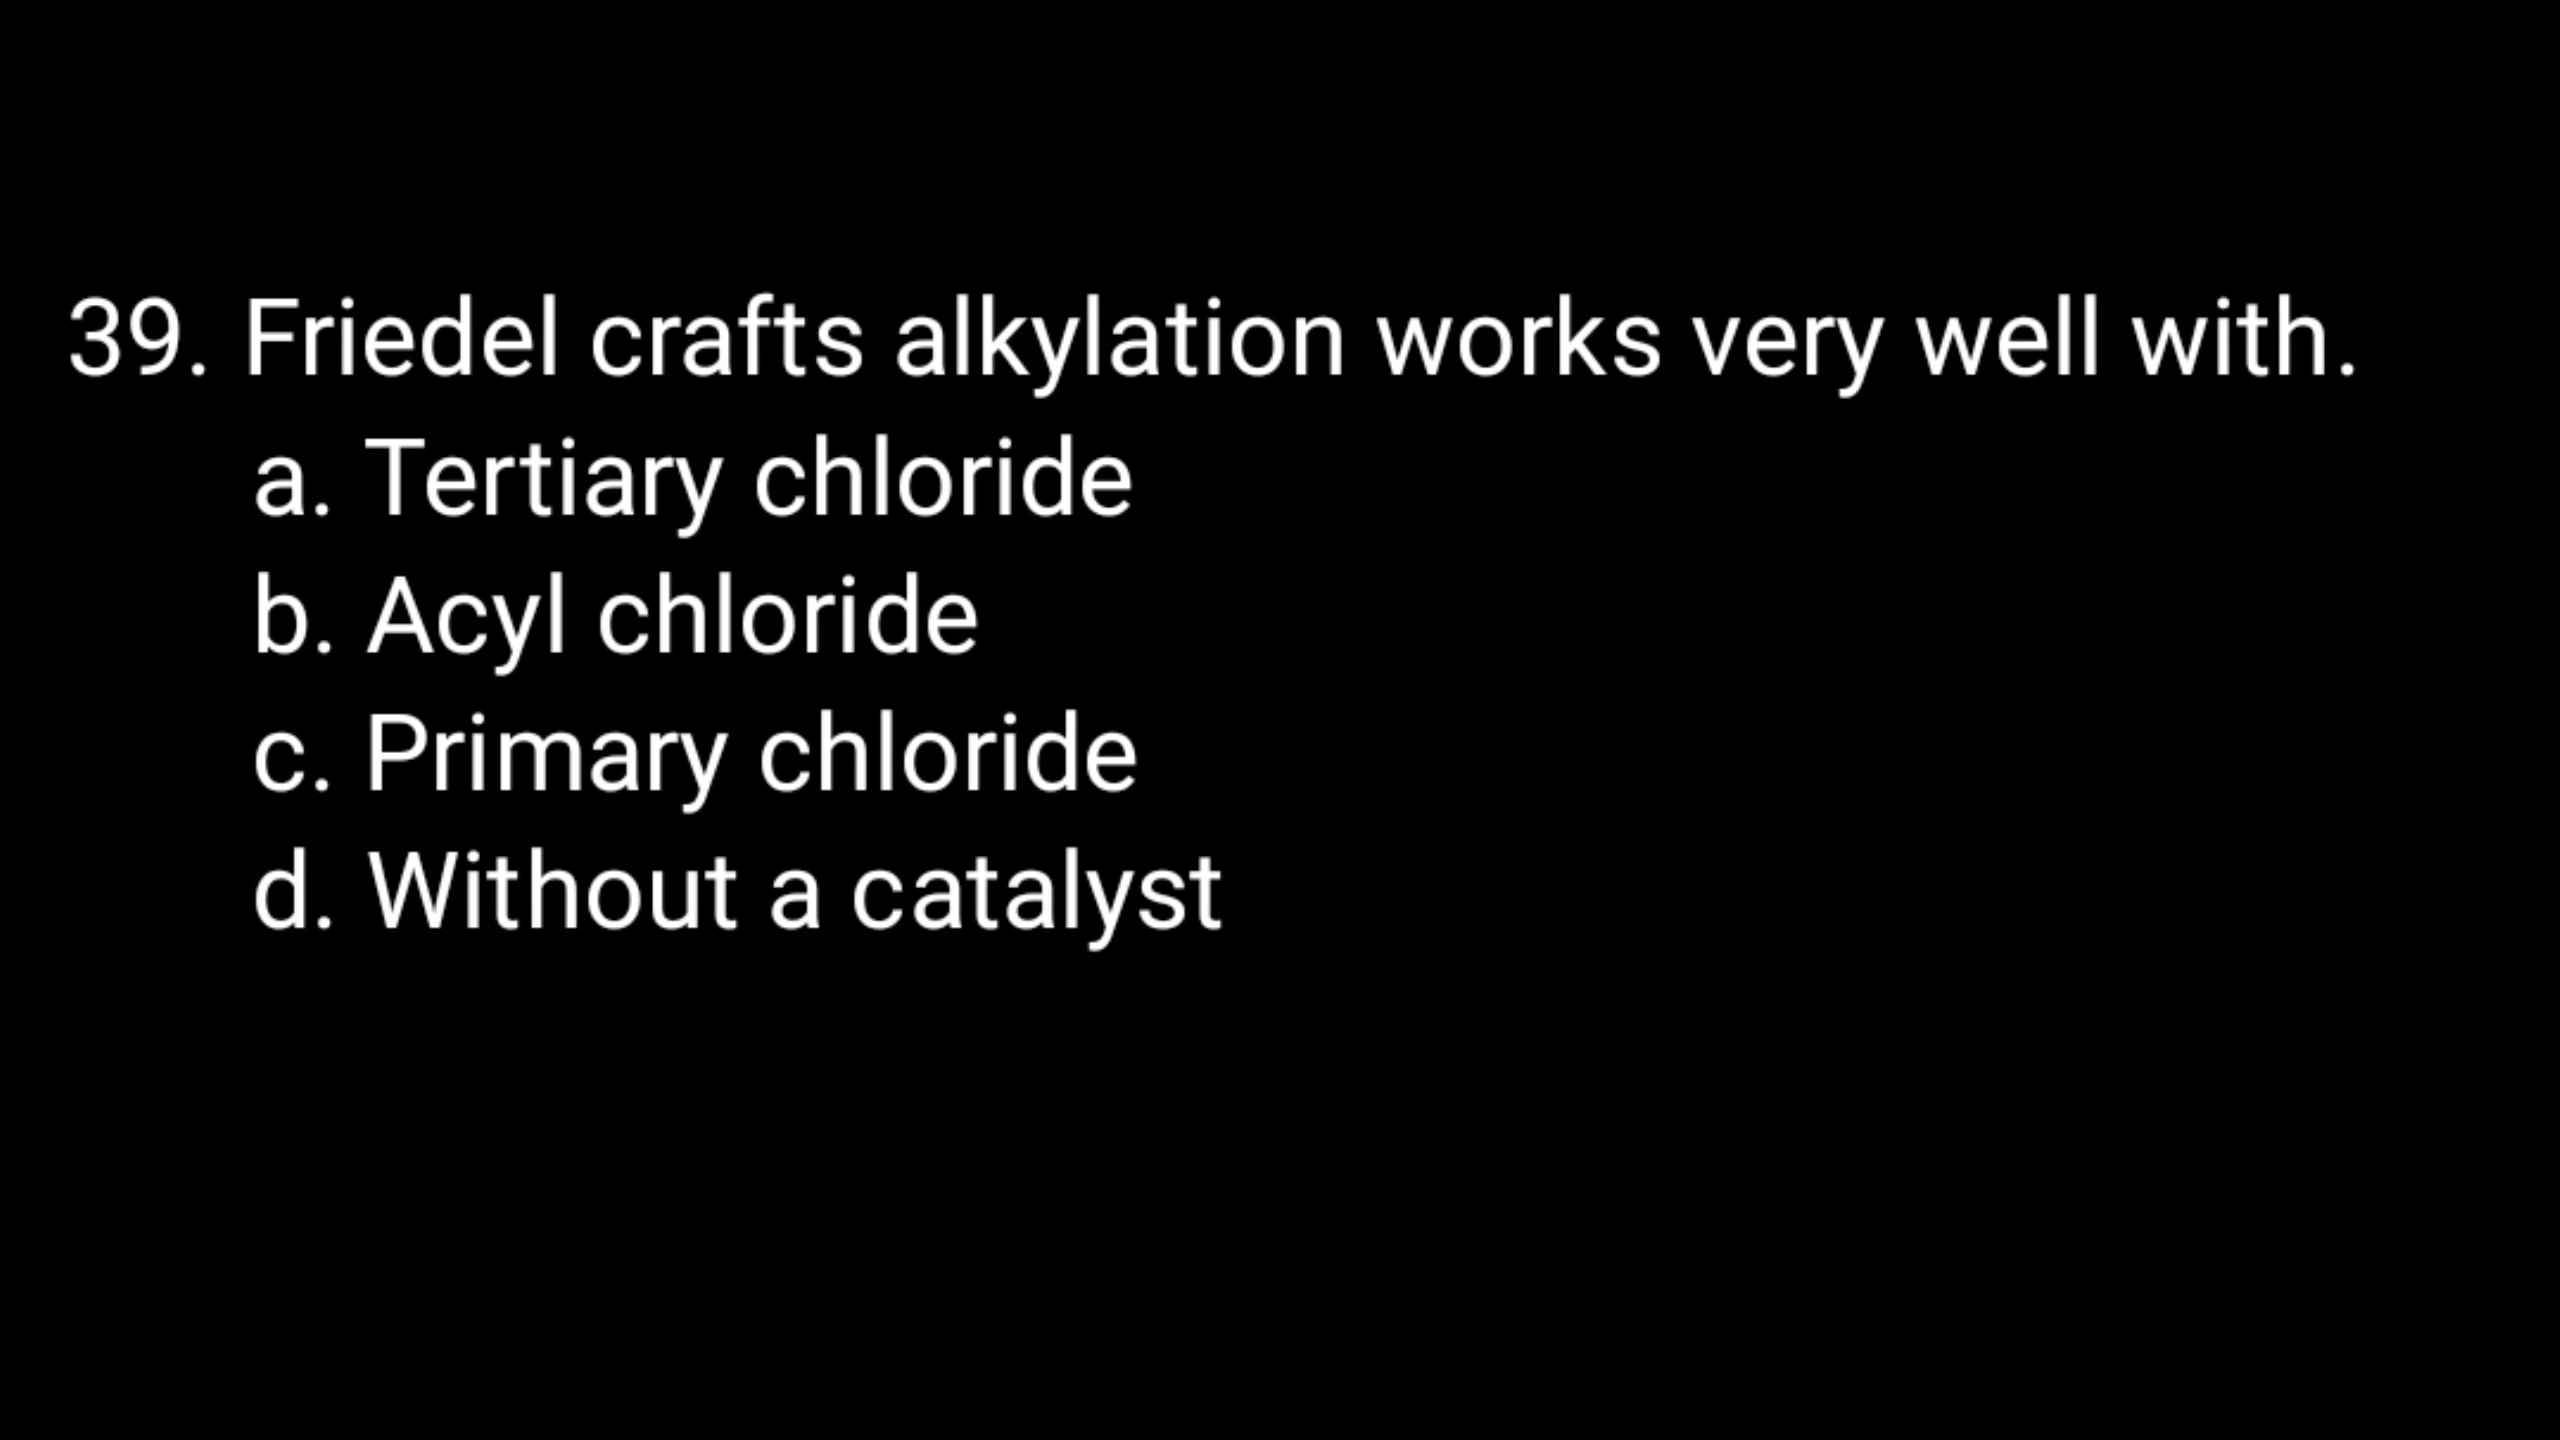 39. Friedel crafts alkylation works very well with.
a. Tertiary chloride
b. Acyl chloride
c. Primary chloride
d. Without a catalyst